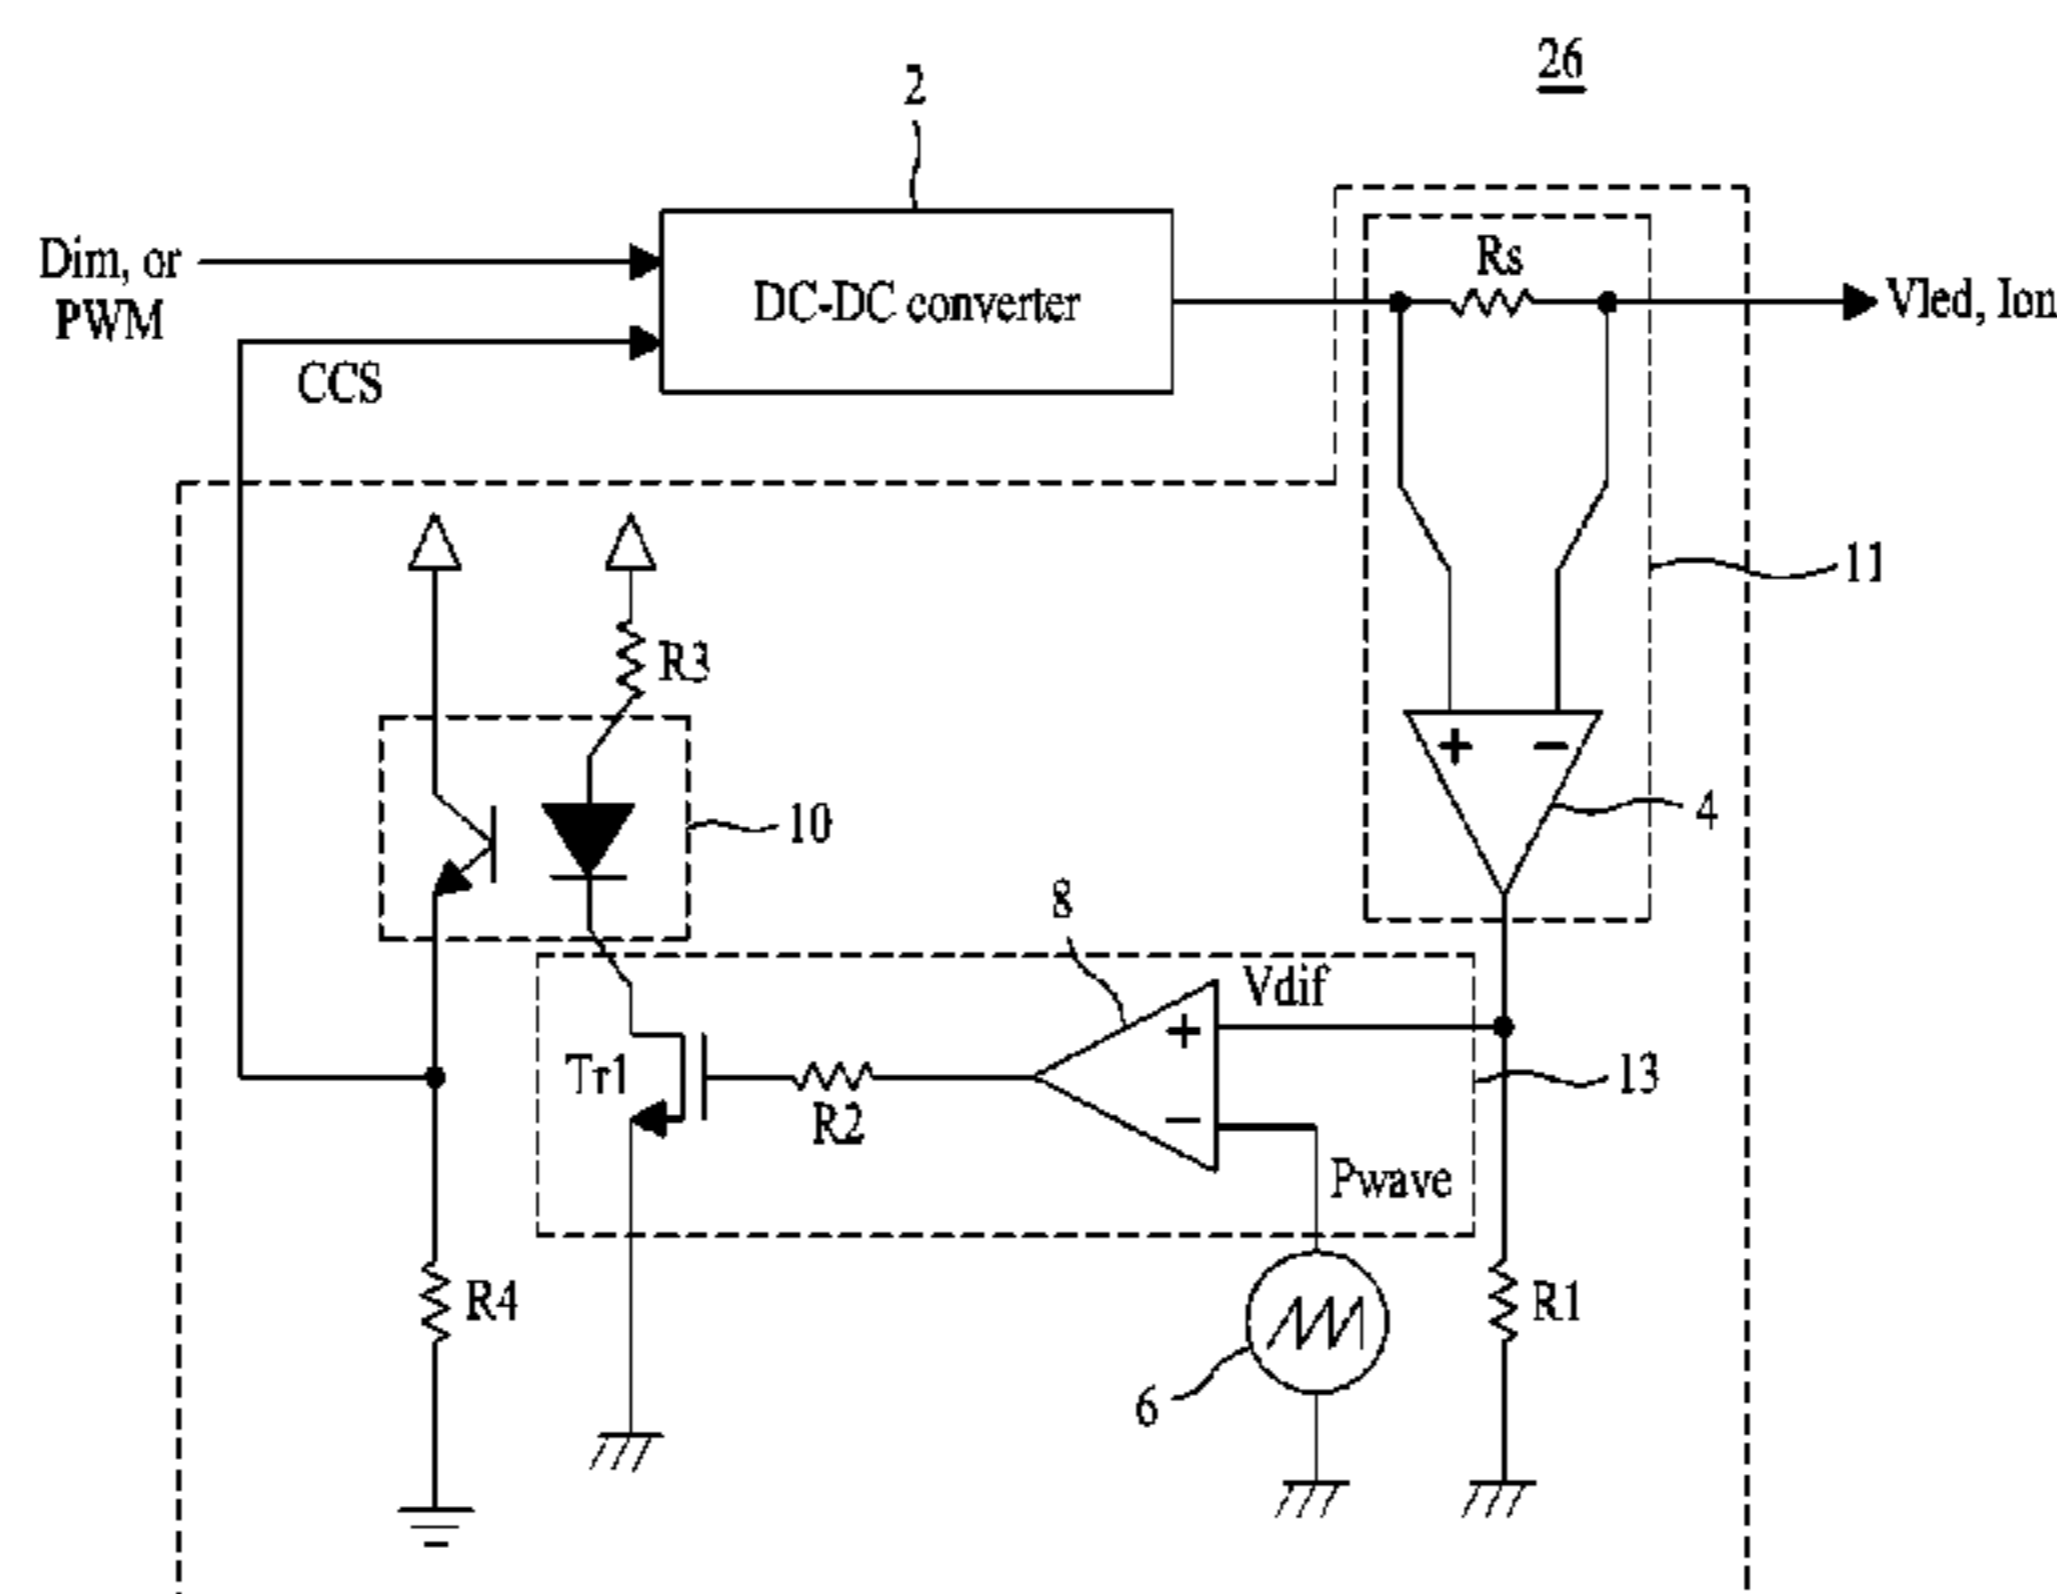 26
2
Dim, or
PWM
DC-DC converter
Rs
Vled, Ion
CCS
11
R3
10
4
8
Vdif
+
−
+
−
Tr1
R2
13
Pwave
R4
R1
6